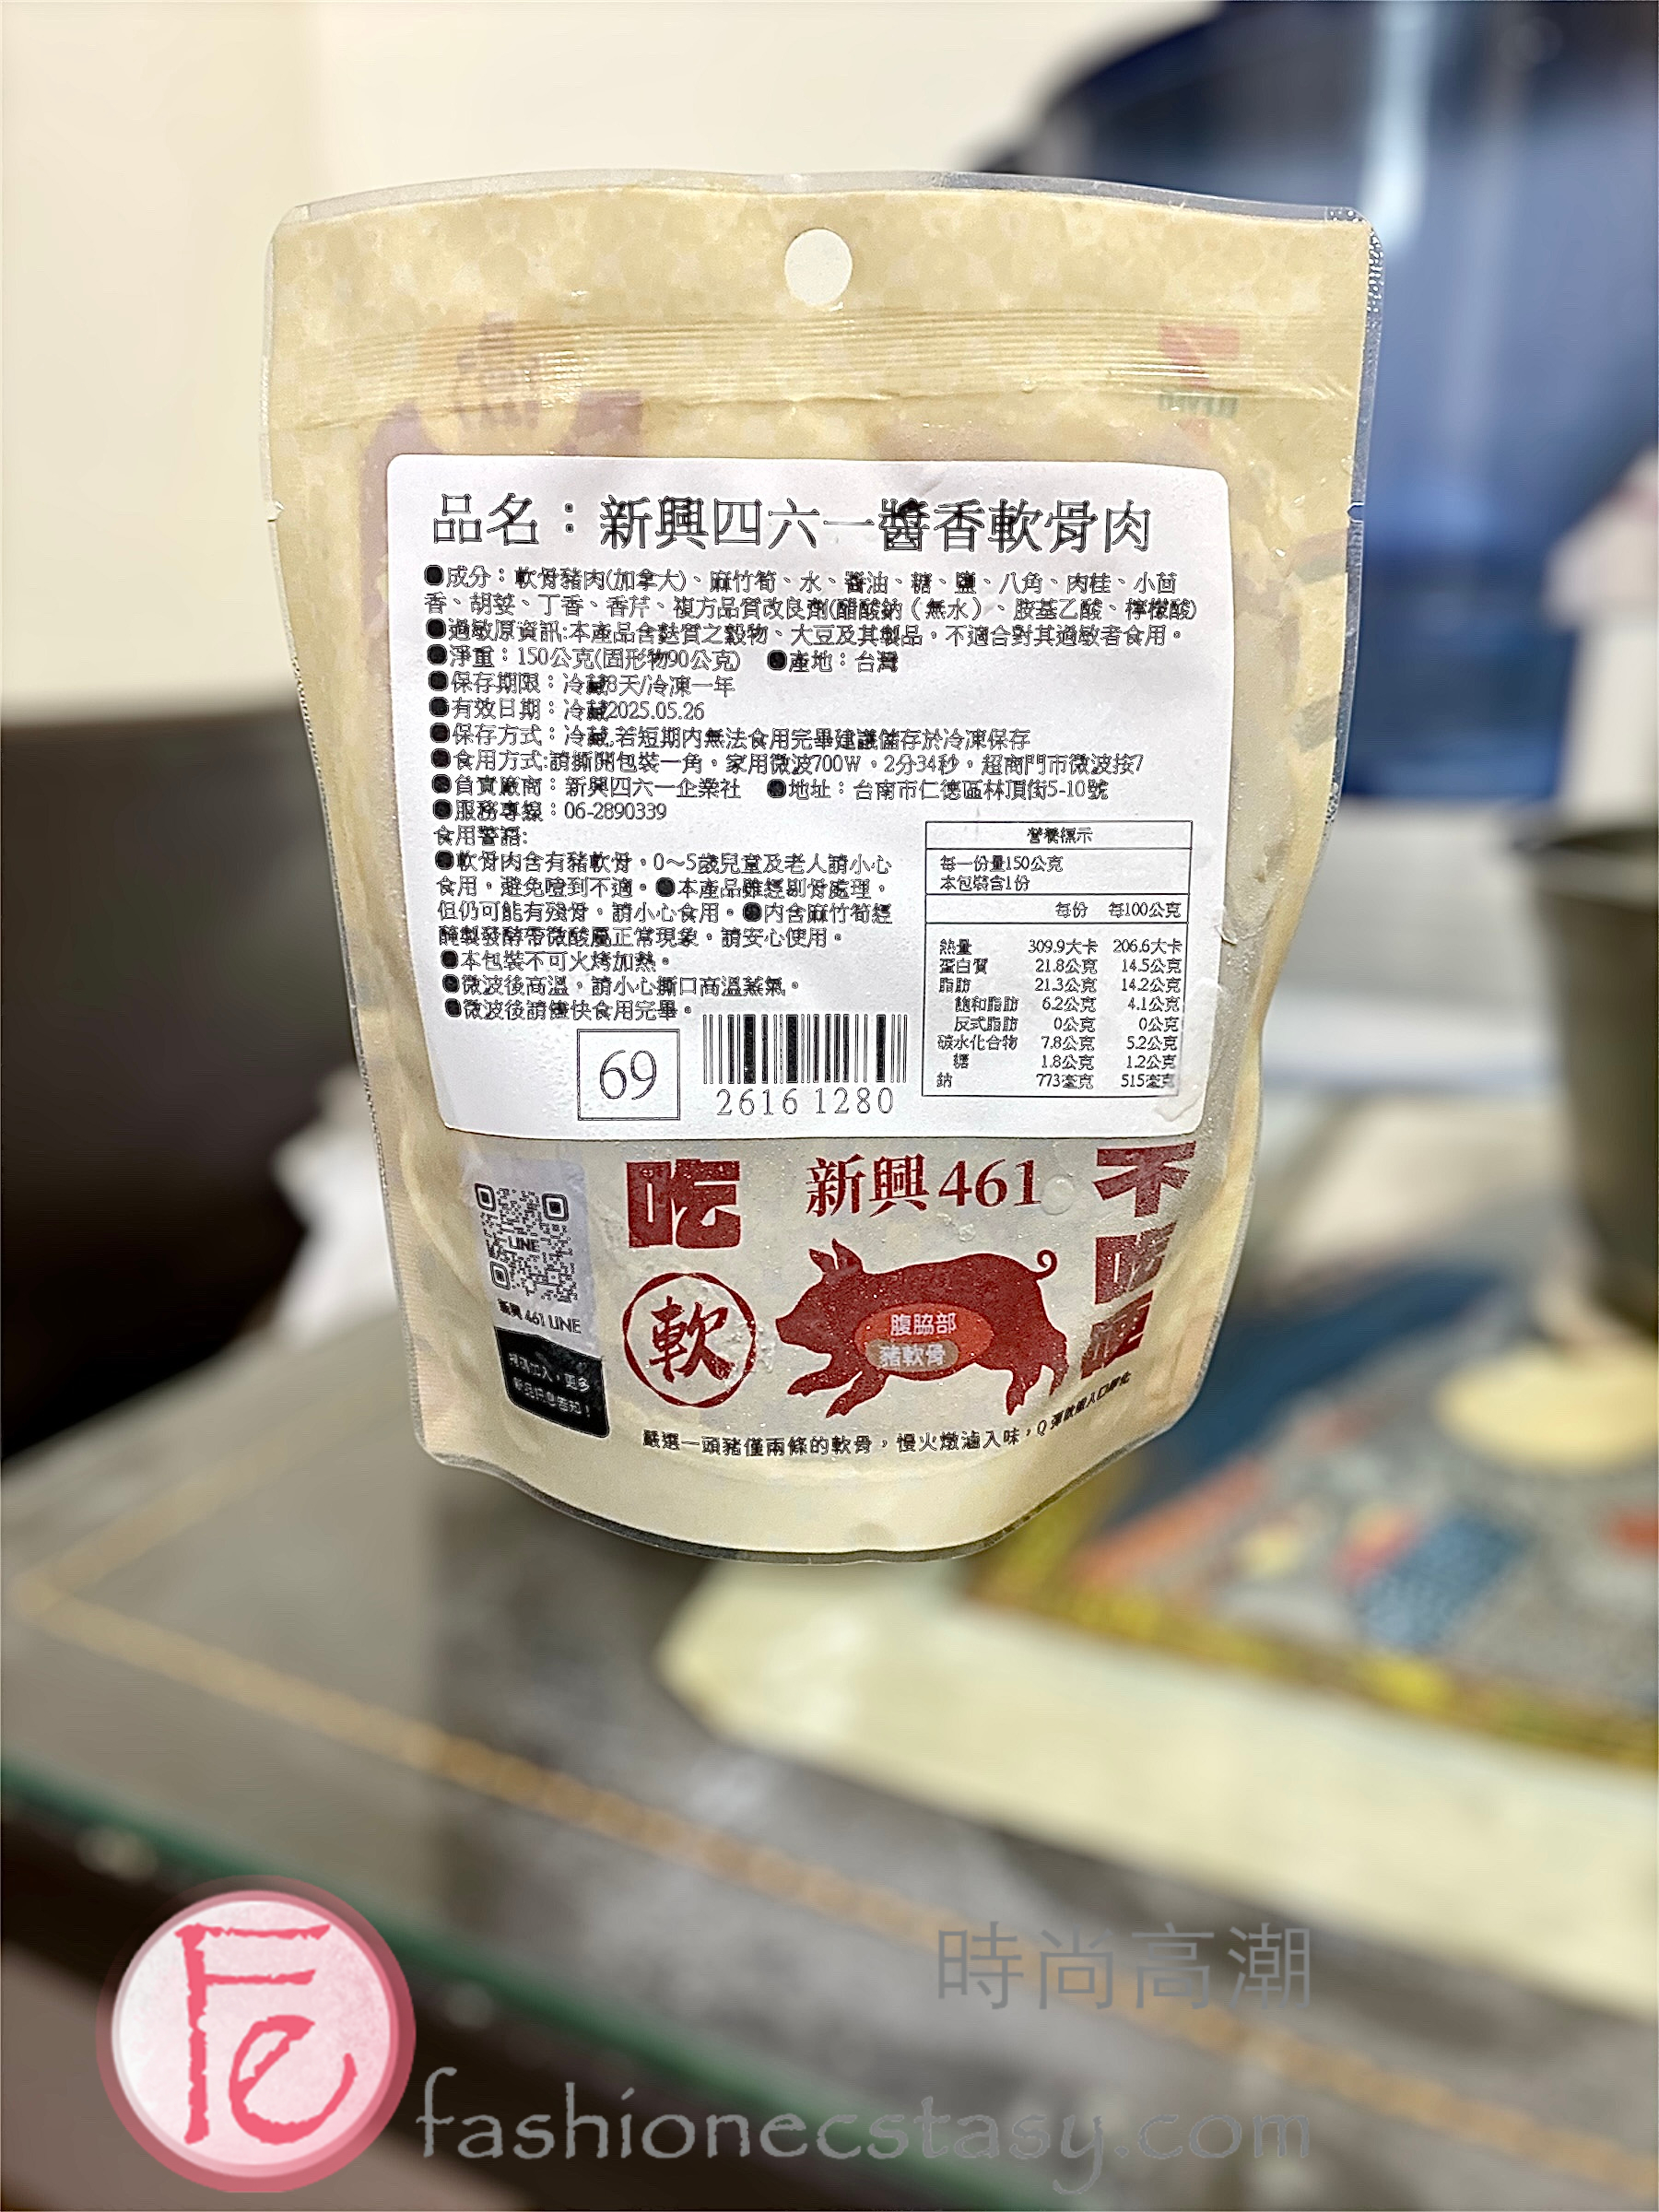 品名：新興四六一醬香軟骨肉
●成分：軟骨豬肉(加拿大)、麻竹筍、水、醬油、糖、鹽、八角、肉桂、小茴
香、胡荽、丁香、香芹、複方品質改良劑(醋酸鈉（無水）、胺基乙酸、檸檬酸)
●過敏原資訊:本產品含麩質之穀物、大豆及其製品，不適合對其過敏者食用。
●淨重：150公克(固形物90公克) ●產地：台灣
●保存期限：冷藏8天/冷凍一年
●有效日期：冷藏2025.05.26
●保存方式：冷藏,若短期內無法食用完畢建議儲存於冷凍保存
●食用方式:請撕開包裝一角，家用微波700W，2分34秒，超商門市微波按7
●負責廠商：新興四六一企業社 ●地址：台南市仁德區林頂街5-10號
●服務專線：06-2890339
食用警語:
●軟骨肉含有豬軟骨，0～5歲兒童及老人請小心
食用，避免噎到不適。●本產品雖經剔骨處理，
但仍可能有殘骨，請小心食用。●內含麻竹筍經
醃製發酵帶微酸屬正常現象，請安心使用。
●本包裝不可火烤加熱。
●微波後高溫，請小心撕口高溫蒸氣。
●微波後請儘快食用完畢。
營養標示
每一份量150公克
本包裝含1份
每份 每100公克
熱量 309.9大卡 206.6大卡
蛋白質 21.8公克 14.5公克
脂肪 21.3公克 14.2公克
飽和脂肪 6.2公克 4.1公克
反式脂肪 0公克 0公克
碳水化合物 7.8公克 5.2公克
糖 1.8公克 1.2公克
鈉 773毫克 515毫克
69
2616 1280
吃
軟
新興461
不
吃
硬
腹脇部
豬軟骨
LINE
新興 461 LINE
掃碼加入，更多
新品訊息告知！
嚴選一頭豬僅兩條的軟骨，慢火燉滷入味，Q彈軟嫩入口即化
Fe
時尚高潮
fashionecstasy.com